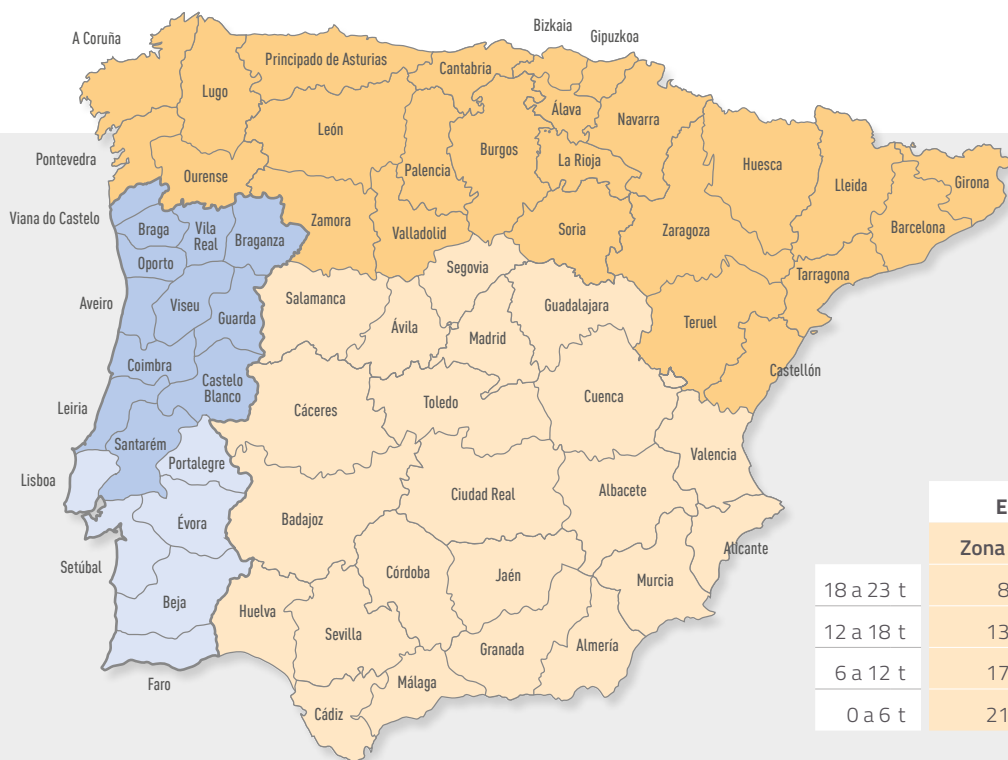 Bizkaia
A Coruña
Gipuzkoa
Principado de Asturias
Cantabria
Lugo
Álava
León
Navarra
Burgos
La Rioja
Pontevedra
Palencia
Huesca
Ourense
Lleida
Girona
Viana do Castelo
Braga
Vila
Real
Braganza
Zamora
Valladolid
Soria
Zaragoza
Barcelona
Oporto
Segovia
Tarragona
Aveiro
Viseu
Guarda
Salamanca
Ávila
Madrid
Guadalajara
Teruel
Coimbra
Castelo
Blanco
Castellón
Leiria
Cáceres
Toledo
Cuenca
Santarém
Portalegre
Valencia
Lisboa
Ciudad Real
Albacete
Badajoz
Évora
Alicante
Setúbal
Córdoba
Jaén
Murcia
Beja
Huelva
Sevilla
Granada
Almería
Faro
Málaga
Cádiz
E
Zona
18 a 23 t 8
12 a 18 t 13
6 a 12 t 17
0 a 6 t 21